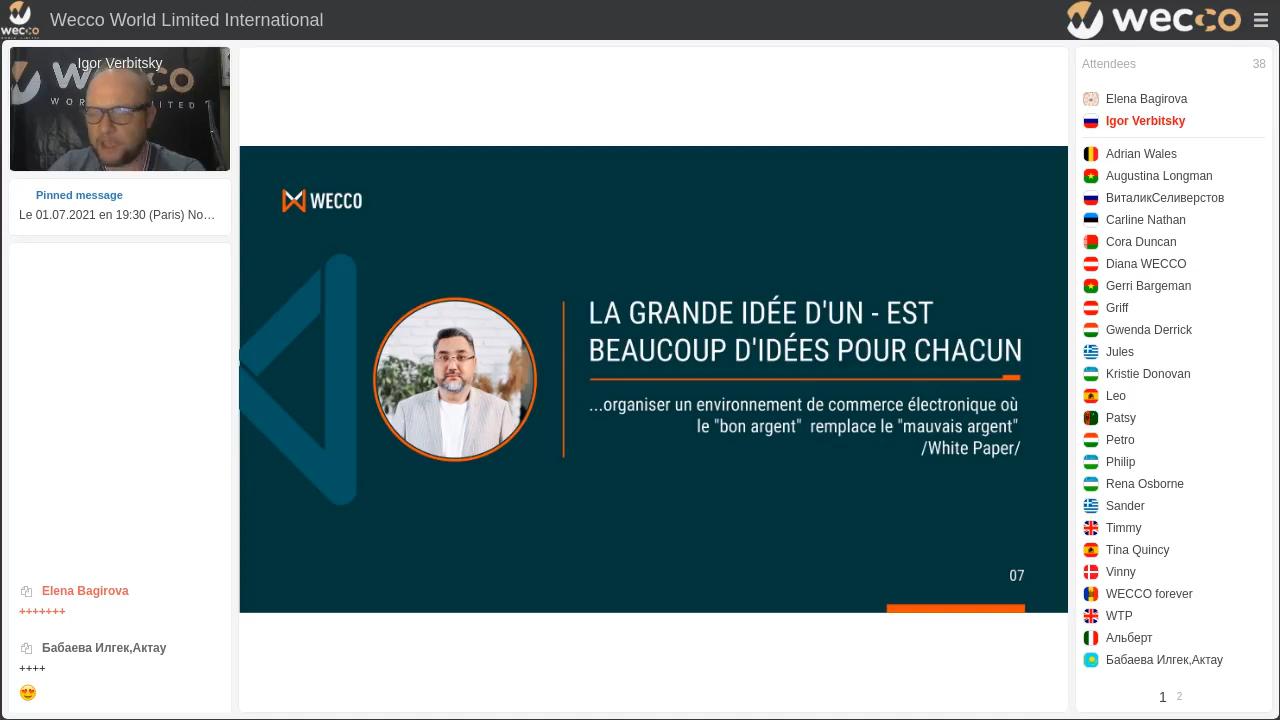 Wecco World Limited International
wecco
wecco
Igor Verbitsky
Pinned message
Le 01.07.2021 en 19:30 (Paris) No…
Elena Bagirova
+++++++
Бабаева Илгек,Актау
++++
WECCO
LA GRANDE IDÉE D'UN - EST
BEAUCOUP D'IDÉES POUR CHACUN
...organiser un environnement de commerce électronique où
le "bon argent" remplace le "mauvais argent"
/White Paper/
07
Attendees 38
Elena Bagirova
Igor Verbitsky
Adrian Wales
Augustina Longman
ВиталикСеливерстов
Carline Nathan
Cora Duncan
Diana WECCO
Gerri Bargeman
Griff
Gwenda Derrick
Jules
Kristie Donovan
Leo
Patsy
Petro
Philip
Rena Osborne
Sander
Timmy
Tina Quincy
Vinny
WECCO forever
WTP
Альберт
Бабаева Илгек,Актау
1 2